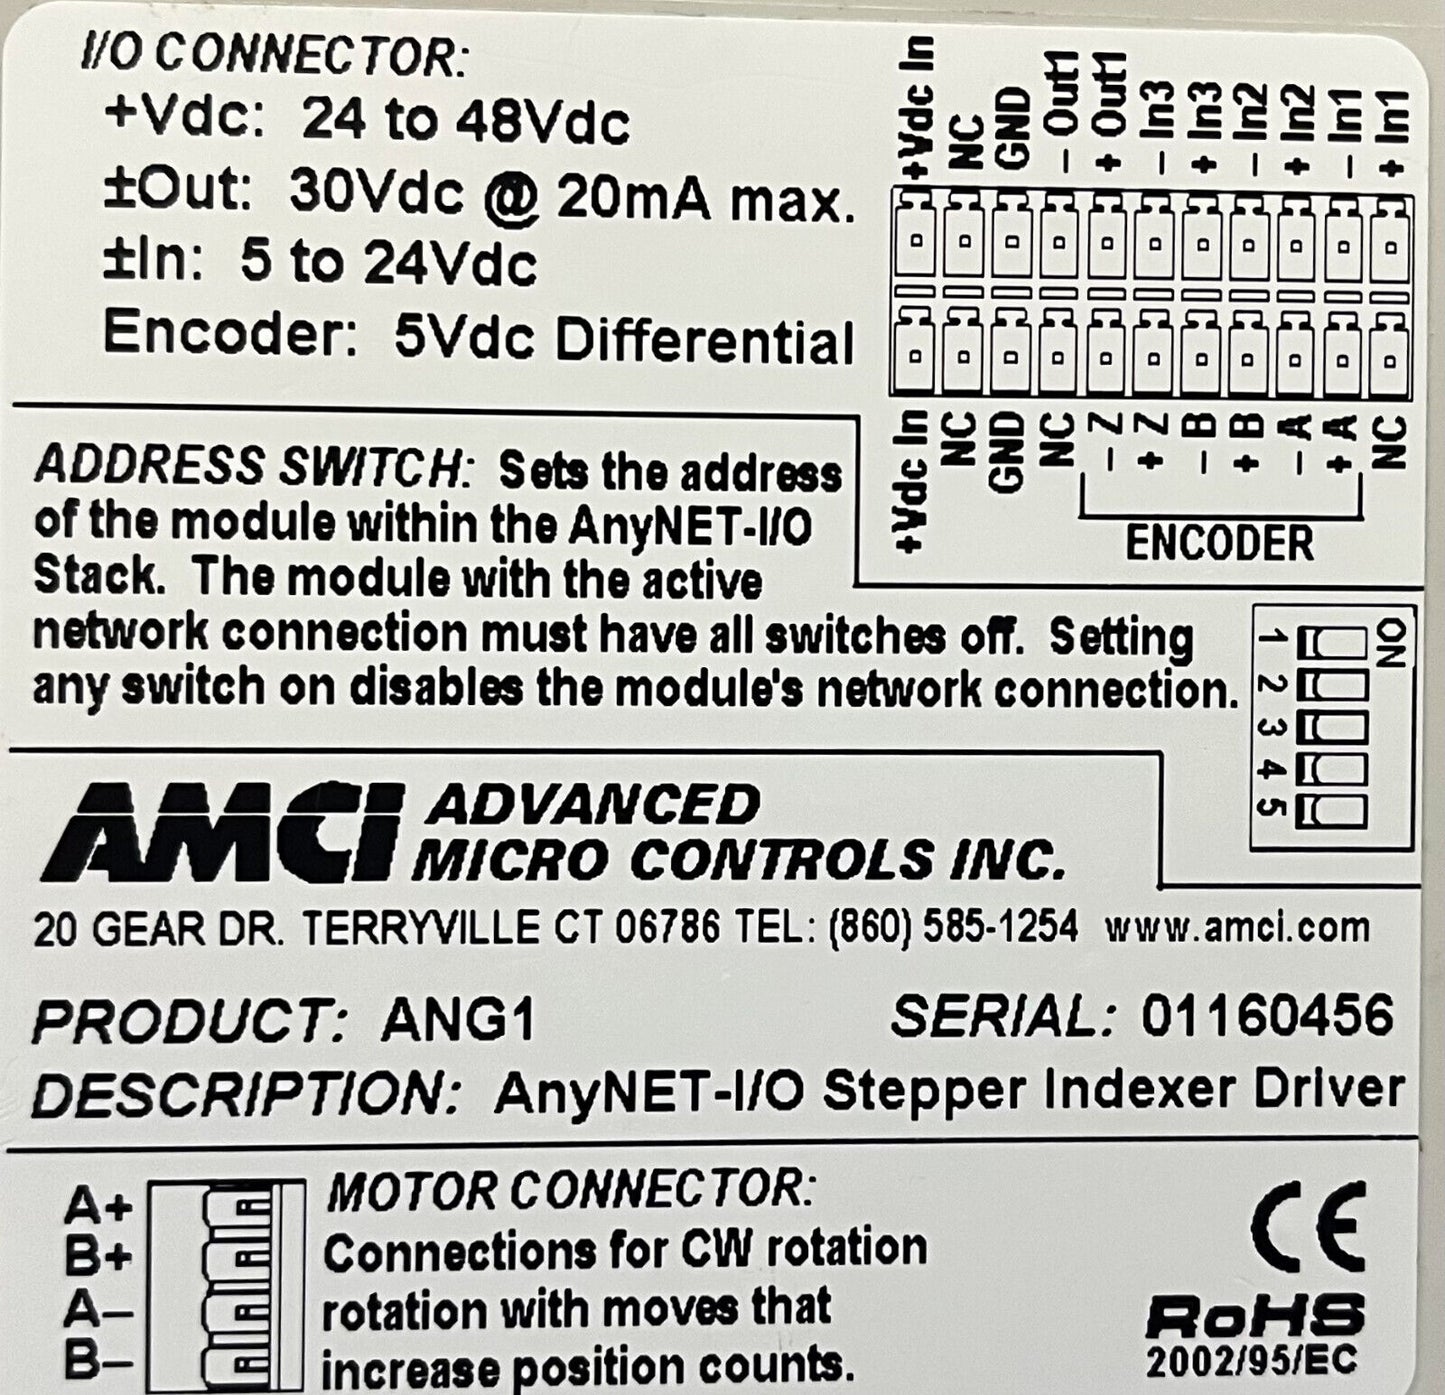 I/O CONNECTOR:
+Vdc: 24 to 48Vdc
±Out: 30Vdc @ 20mA max.
±In: 5 to 24Vdc
Encoder: 5Vdc Differential
+Vdc In
NC
GND
– Out1
+ Out1
– In3
+ In3
– In2
+ In2
– In1
+ In1
+Vdc In
NC
GND
NC
– Z
+ Z
– B
+ B
– A
+ A
NC
ENCODER
ADDRESS SWITCH: Sets the address
of the module within the AnyNET-I/O
Stack. The module with the active
network connection must have all switches off. Setting
any switch on disables the module's network connection.
ON
1
2
3
4
5
AMCI ADVANCED
MICRO CONTROLS INC.
20 GEAR DR. TERRYVILLE CT 06786 TEL: (860) 585-1254 www.amci.com
PRODUCT: ANG1 SERIAL: 01160456
DESCRIPTION: AnyNET-I/O Stepper Indexer Driver
A+
B+
A–
B–
MOTOR CONNECTOR:
Connections for CW rotation
rotation with moves that
increase position counts.
CE
RoHS
2002/95/EC